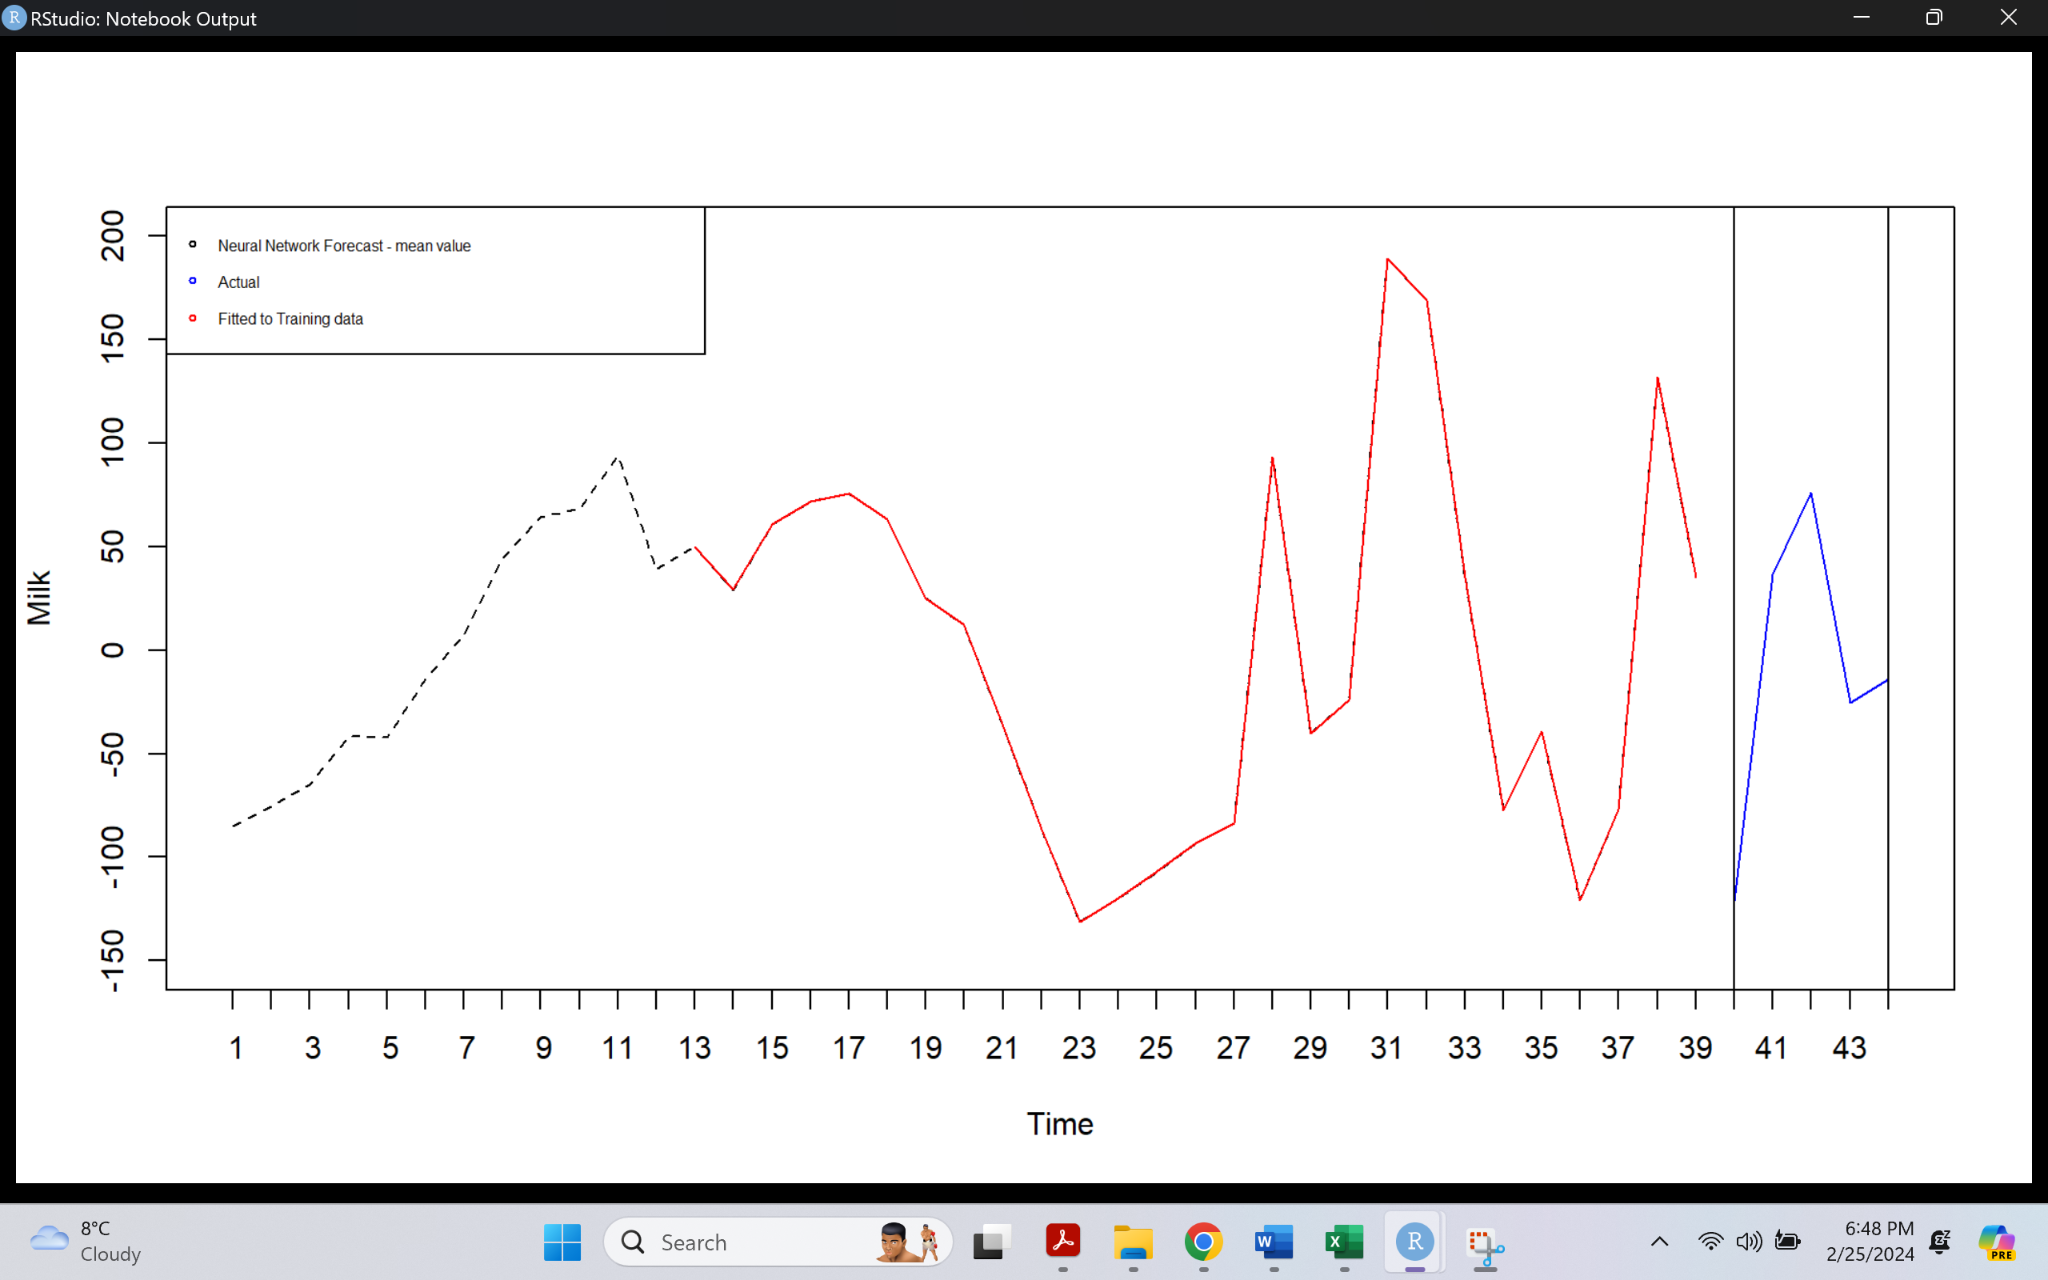 R RStudio: Notebook Output
200
150
100
50
0
-50
-100
-150
Milk
Neural Network Forecast - mean value
Actual
Fitted to Training data
1 3 5 7 9 11 13 15 17 19 21 23 25 27 29 31 33 35 37 39 41 43
Time
8°C
Cloudy
Search
W
X
R
6:48 PM
2/25/2024
PRE